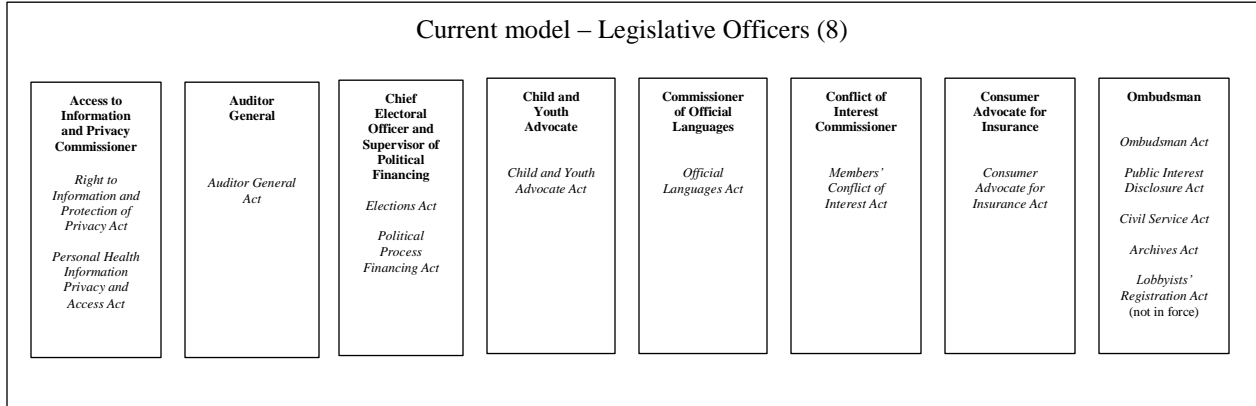 Current model – Legislative Officers (8)
Access to
Information
and Privacy
Commissioner
Right to
Information and
Protection of
Privacy Act
Personal Health
Information
Privacy and
Access Act
Auditor
General
Auditor General
Act
Chief
Electoral
Officer and
Supervisor of
Political
Financing
Elections Act
Political
Process
Financing Act
Child and
Youth
Advocate
Child and Youth
Advocate Act
Commissioner
of Official
Languages
Official
Languages Act
Conflict of
Interest
Commissioner
Members’
Conflict of
Interest Act
Consumer
Advocate for
Insurance
Consumer
Advocate for
Insurance Act
Ombudsman
Ombudsman Act
Public Interest
Disclosure Act
Civil Service Act
Archives Act
Lobbyists’
Registration Act
(not in force)